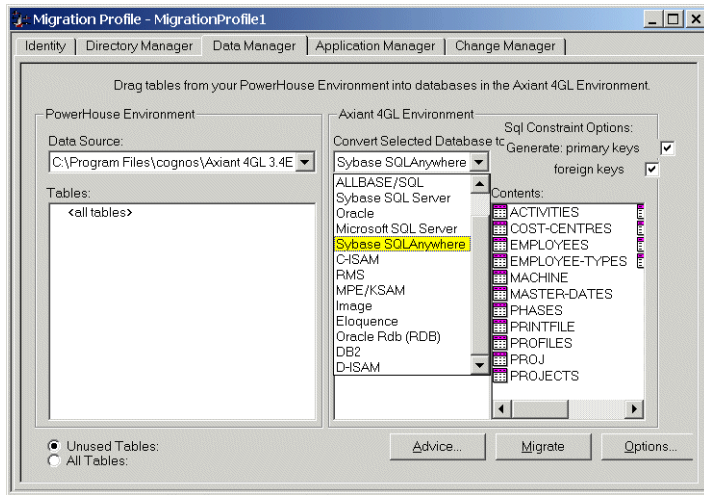 Migration Profile - MigrationProfile1
Identity
Directory Manager
Data Manager
Application Manager
Change Manager
Drag tables from your PowerHouse Environment into databases in the Axiant 4GL Environment.
PowerHouse Environment
Data Source:
C:\Program Files\cognos\Axiant 4GL 3.4E
Tables:
<all tables>
Axiant 4GL Environment
Convert Selected Database to
Sybase SQLAnywhere
ALLBASE/SQL
Sybase SQL Server
Oracle
Microsoft SQL Server
Sybase SQLAnywhere
C-ISAM
RMS
MPE/KSAM
Image
Eloquence
Oracle Rdb (RDB)
DB2
D-ISAM
Sql Constraint Options:
Generate: primary keys
foreign keys
Contents:
ACTIVITIES
COST-CENTRES
EMPLOYEES
EMPLOYEE-TYPES
MACHINE
MASTER-DATES
PHASES
PRINTFILE
PROFILES
PROJ
PROJECTS
Unused Tables:
All Tables:
Advice...
Migrate
Options...